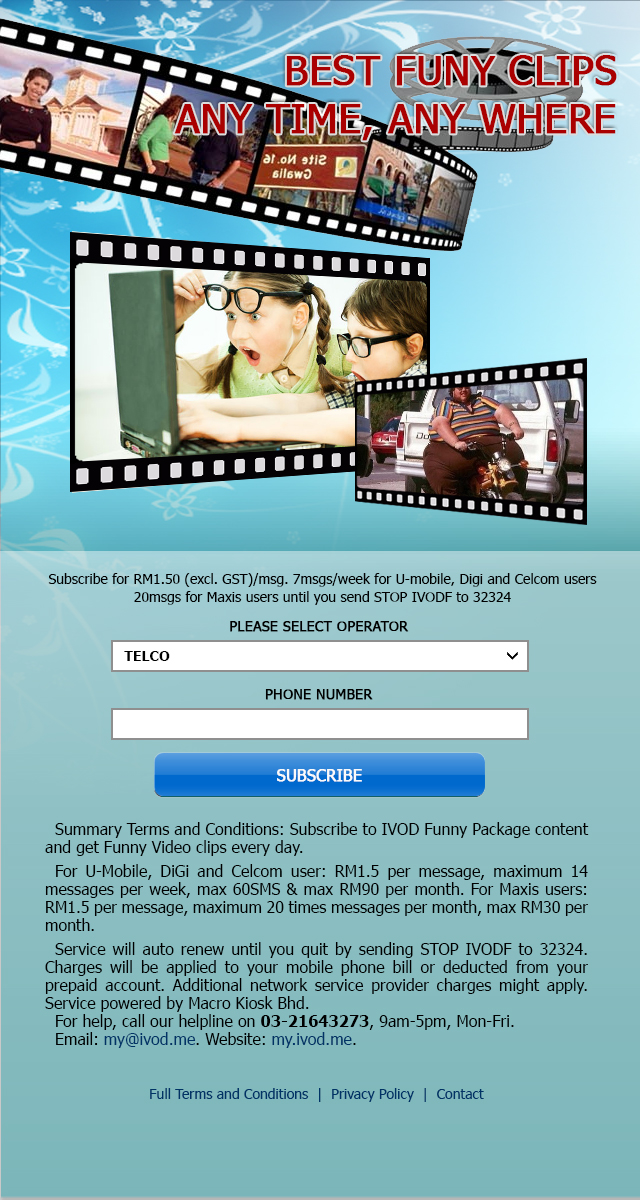 BEST FUNY CLIPS
ANY TIME, ANY WHERE
Site No.16
Gwalia
Subscribe for RM1.50 (excl. GST)/msg. 7msgs/week for U-mobile, Digi and Celcom users
20msgs for Maxis users until you send STOP IVODF to 32324
PLEASE SELECT OPERATOR
TELCO
PHONE NUMBER
SUBSCRIBE
Summary Terms and Conditions: Subscribe to IVOD Funny Package content
and get Funny Video clips every day.
For U-Mobile, DiGi and Celcom user: RM1.5 per message, maximum 14
messages per week, max 60SMS & max RM90 per month. For Maxis users:
RM1.5 per message, maximum 20 times messages per month, max RM30 per
month.
Service will auto renew until you quit by sending STOP IVODF to 32324.
Charges will be applied to your mobile phone bill or deducted from your
prepaid account. Additional network service provider charges might apply.
Service powered by Macro Kiosk Bhd.
For help, call our helpline on 03-21643273, 9am-5pm, Mon-Fri.
Email: my@ivod.me. Website: my.ivod.me.
Full Terms and Conditions | Privacy Policy | Contact